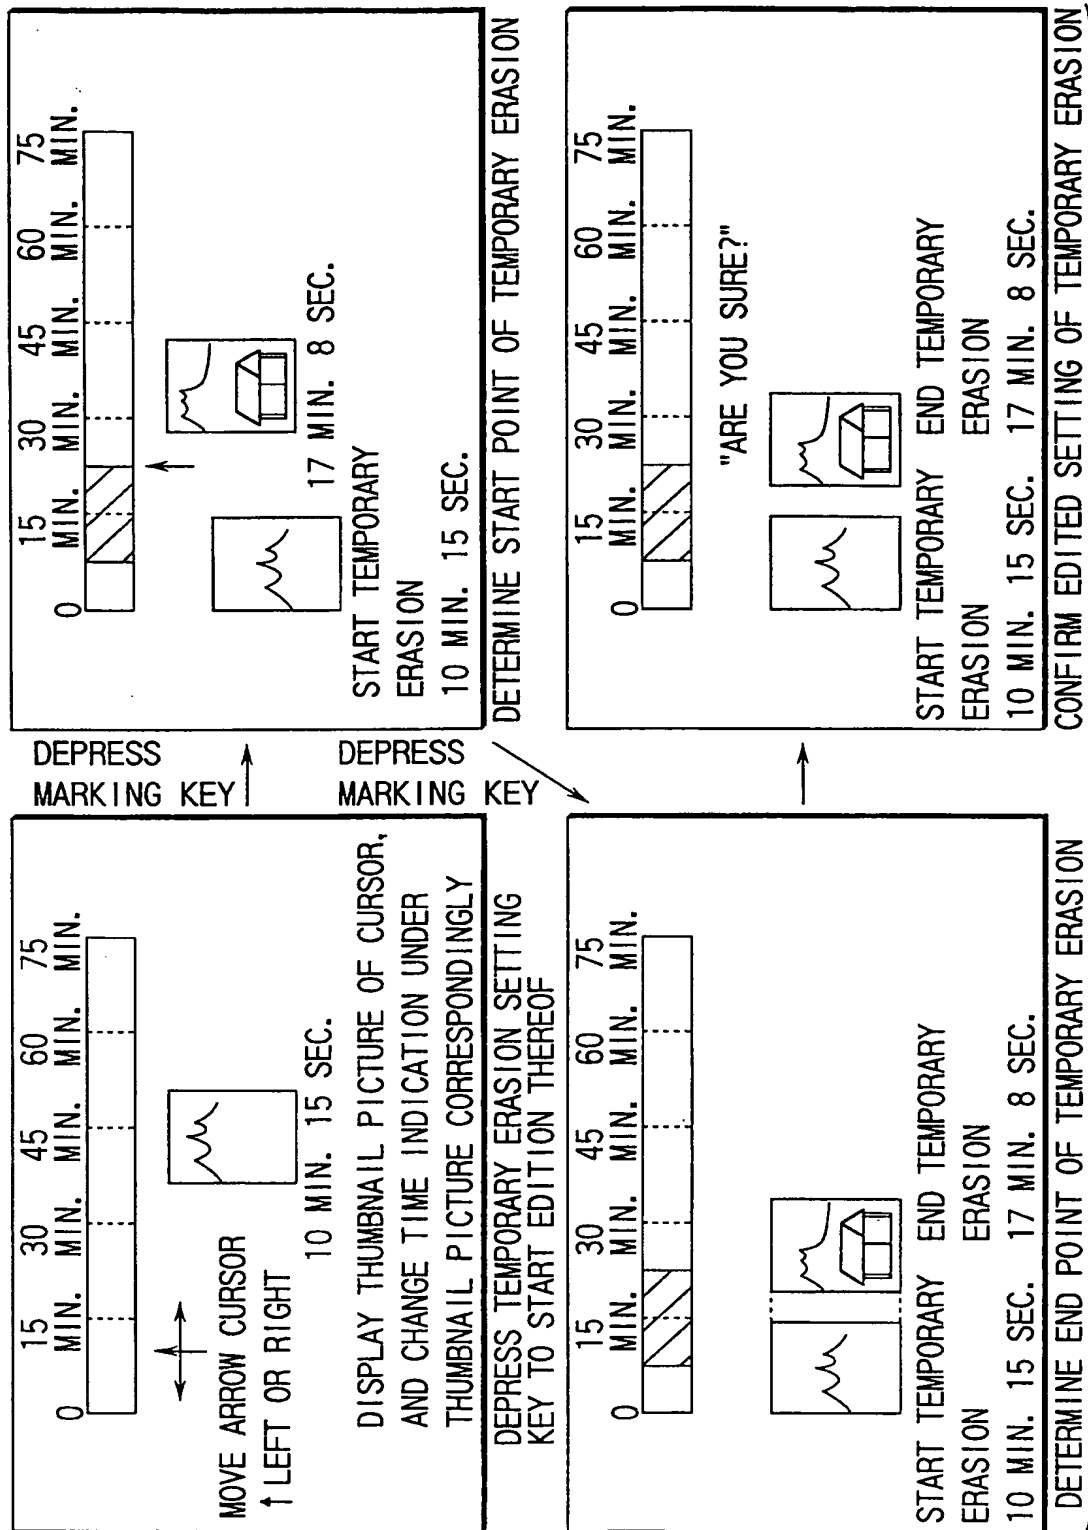 0
15 MIN.
30 MIN.
45 MIN.
60 MIN.
75 MIN.
MOVE ARROW CURSOR
↑ LEFT OR RIGHT
10 MIN. 15 SEC.
DISPLAY THUMBNAIL PICTURE OF CURSOR,
AND CHANGE TIME INDICATION UNDER
THUMBNAIL PICTURE CORRESPONDINGLY
DEPRESS TEMPORARY ERASION SETTING
KEY TO START EDITION THEREOF
DEPRESS
MARKING KEY
0
15 MIN.
30 MIN.
45 MIN.
60 MIN.
75 MIN.
17 MIN. 8 SEC.
START TEMPORARY
ERASION
10 MIN. 15 SEC.
DETERMINE START POINT OF TEMPORARY ERASION
DEPRESS
MARKING KEY
0
15 MIN.
30 MIN.
45 MIN.
60 MIN.
75 MIN.
START TEMPORARY END TEMPORARY
ERASION ERASION
10 MIN. 15 SEC. 17 MIN. 8 SEC.
DETERMINE END POINT OF TEMPORARY ERASION
0
15 MIN.
30 MIN.
45 MIN.
60 MIN.
75 MIN.
"ARE YOU SURE?"
START TEMPORARY END TEMPORARY
ERASION ERASION
10 MIN. 15 SEC. 17 MIN. 8 SEC.
CONFIRM EDITED SETTING OF TEMPORARY ERASION